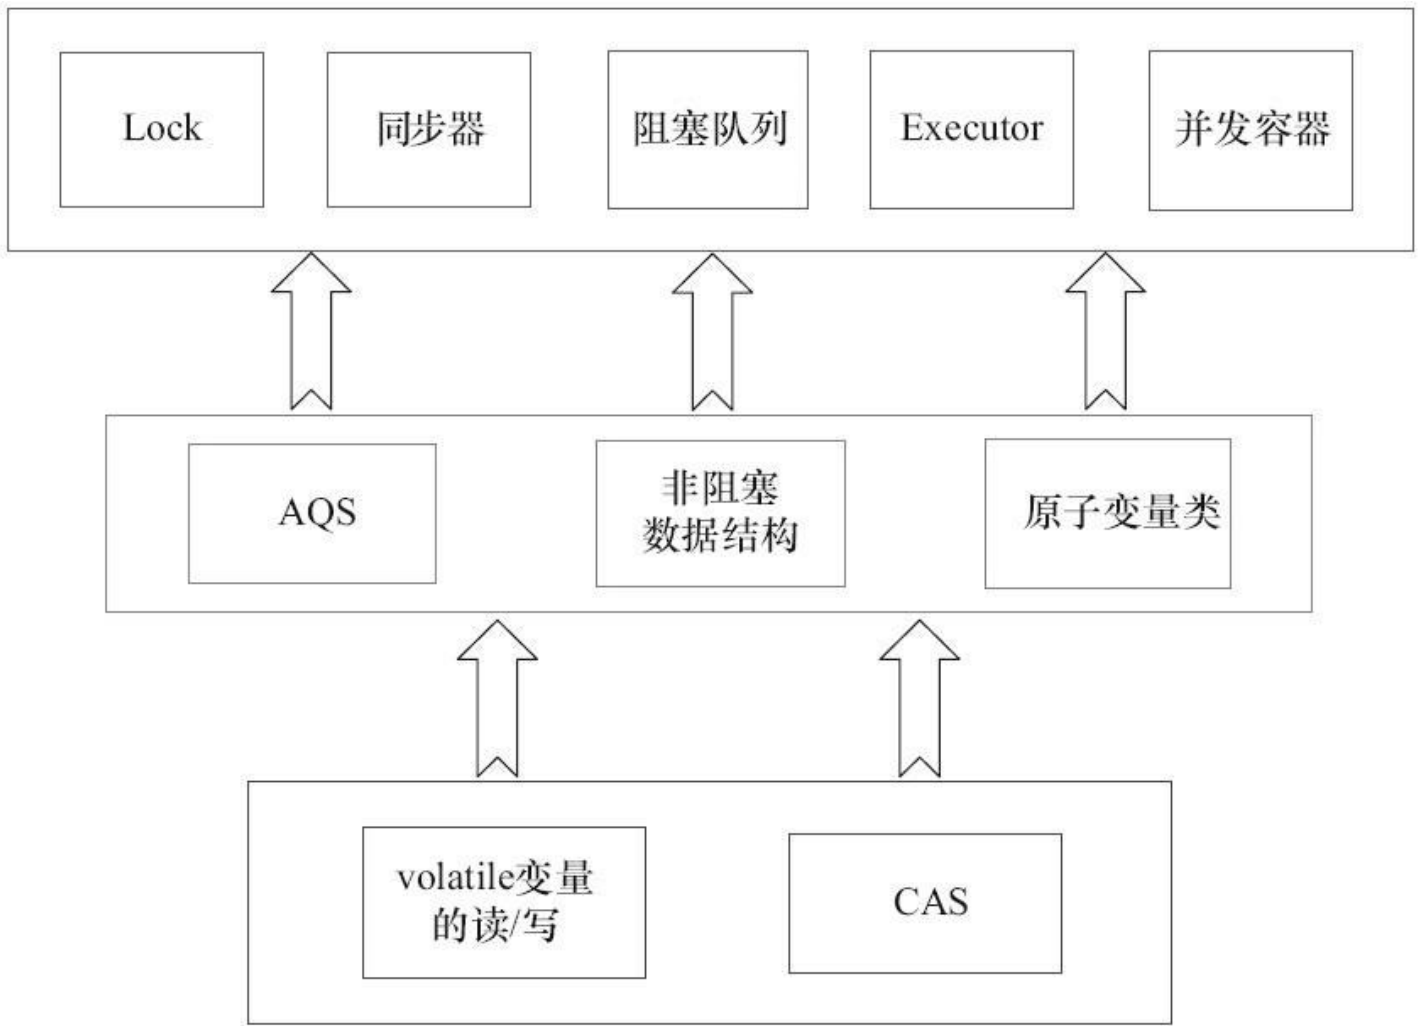 Lock
同步器
阻塞队列
Executor
并发容器
AQS
非阻塞
数据结构
原子变量类
volatile变量
的读/写
CAS